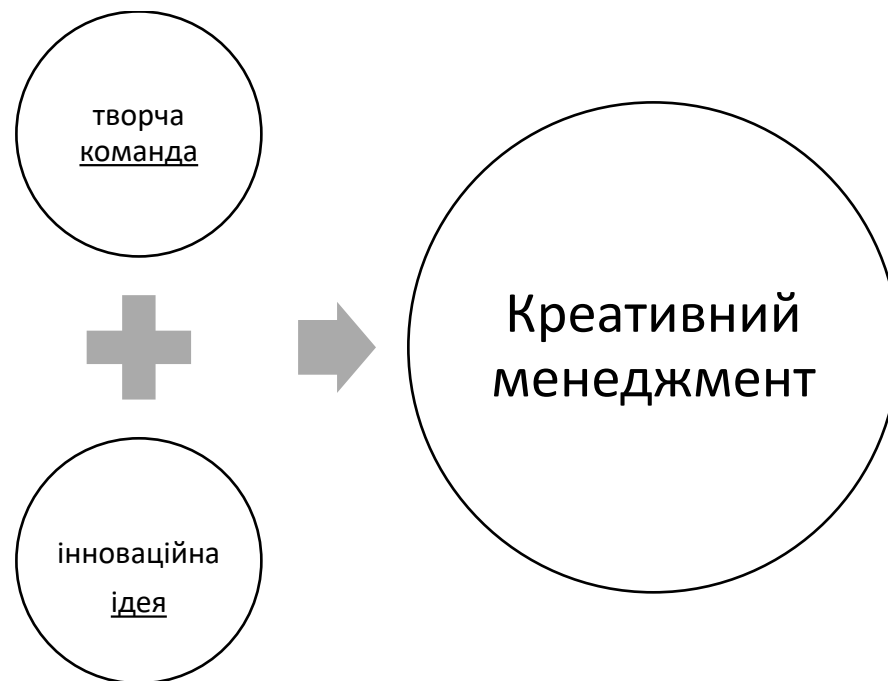 творча
команда
інноваційна
ідея
Креативний
менеджмент